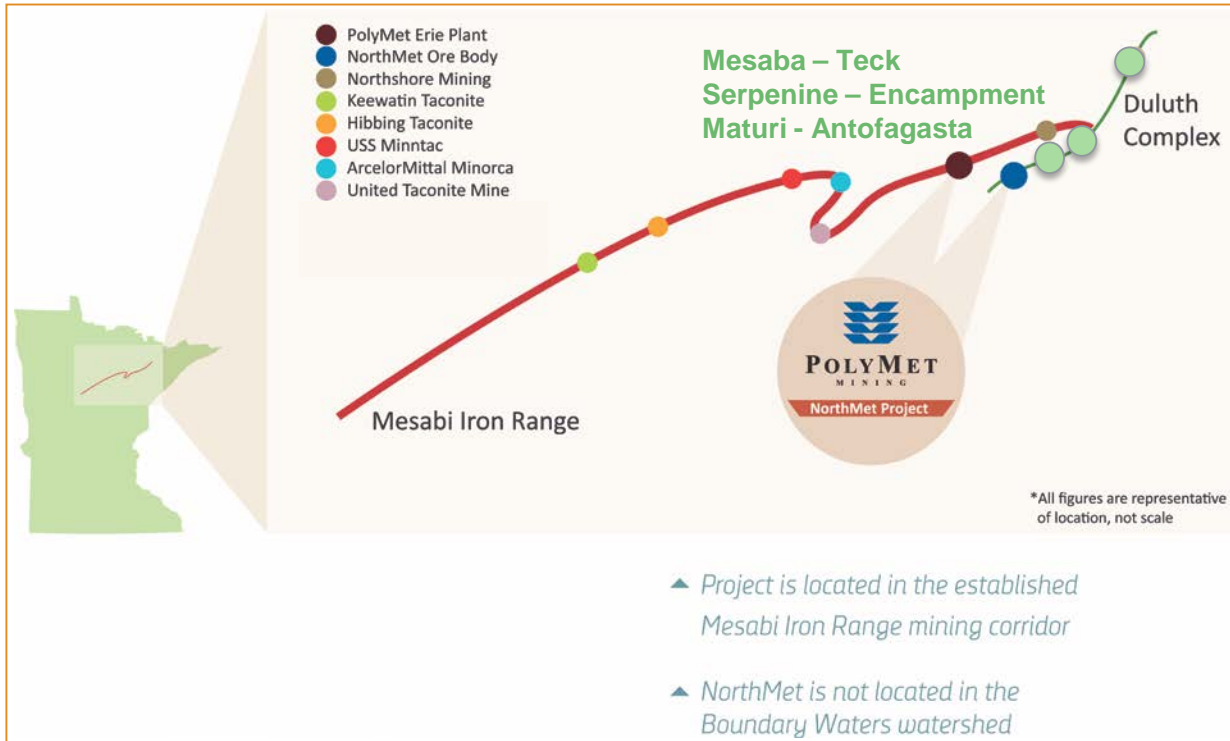 PolyMet Erie Plant
NorthMet Ore Body
Northshore Mining
Keewatin Taconite
Hibbing Taconite
USS Minntac
ArcelorMittal Minorca
United Taconite Mine
Mesaba – Teck
Serpenine – Encampment
Maturi - Antofagasta
Duluth
Complex
POLYMET
MINING
NorthMet Project
Mesabi Iron Range
*All figures are representative
of location, not scale
Project is located in the established
Mesabi Iron Range mining corridor
NorthMet is not located in the
Boundary Waters watershed